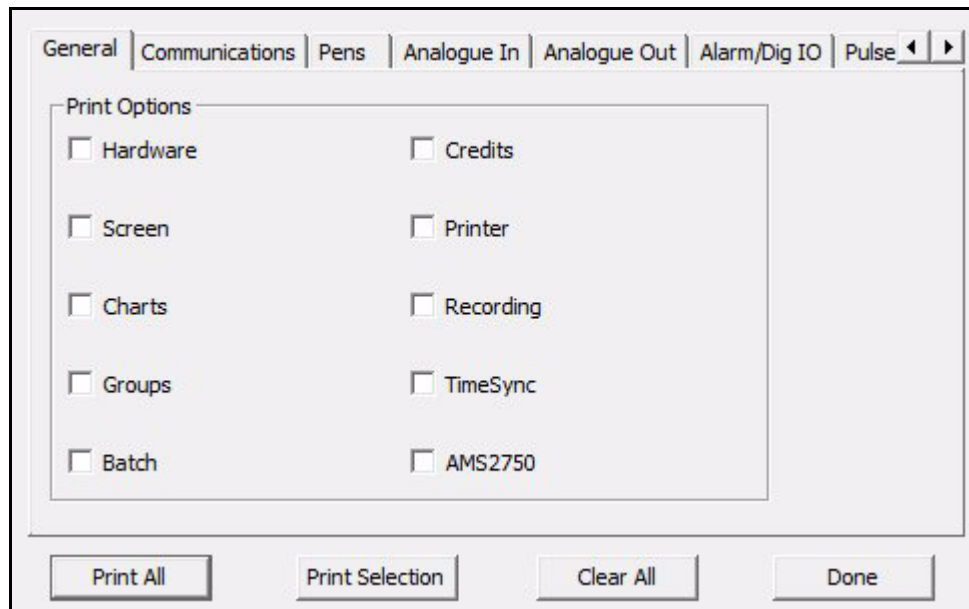 General Communications Pens Analogue In Analogue Out Alarm/Dig IO Pulse
Print Options
Hardware Credits
Screen Printer
Charts Recording
Groups TimeSync
Batch AMS2750
Print All Print Selection Clear All Done